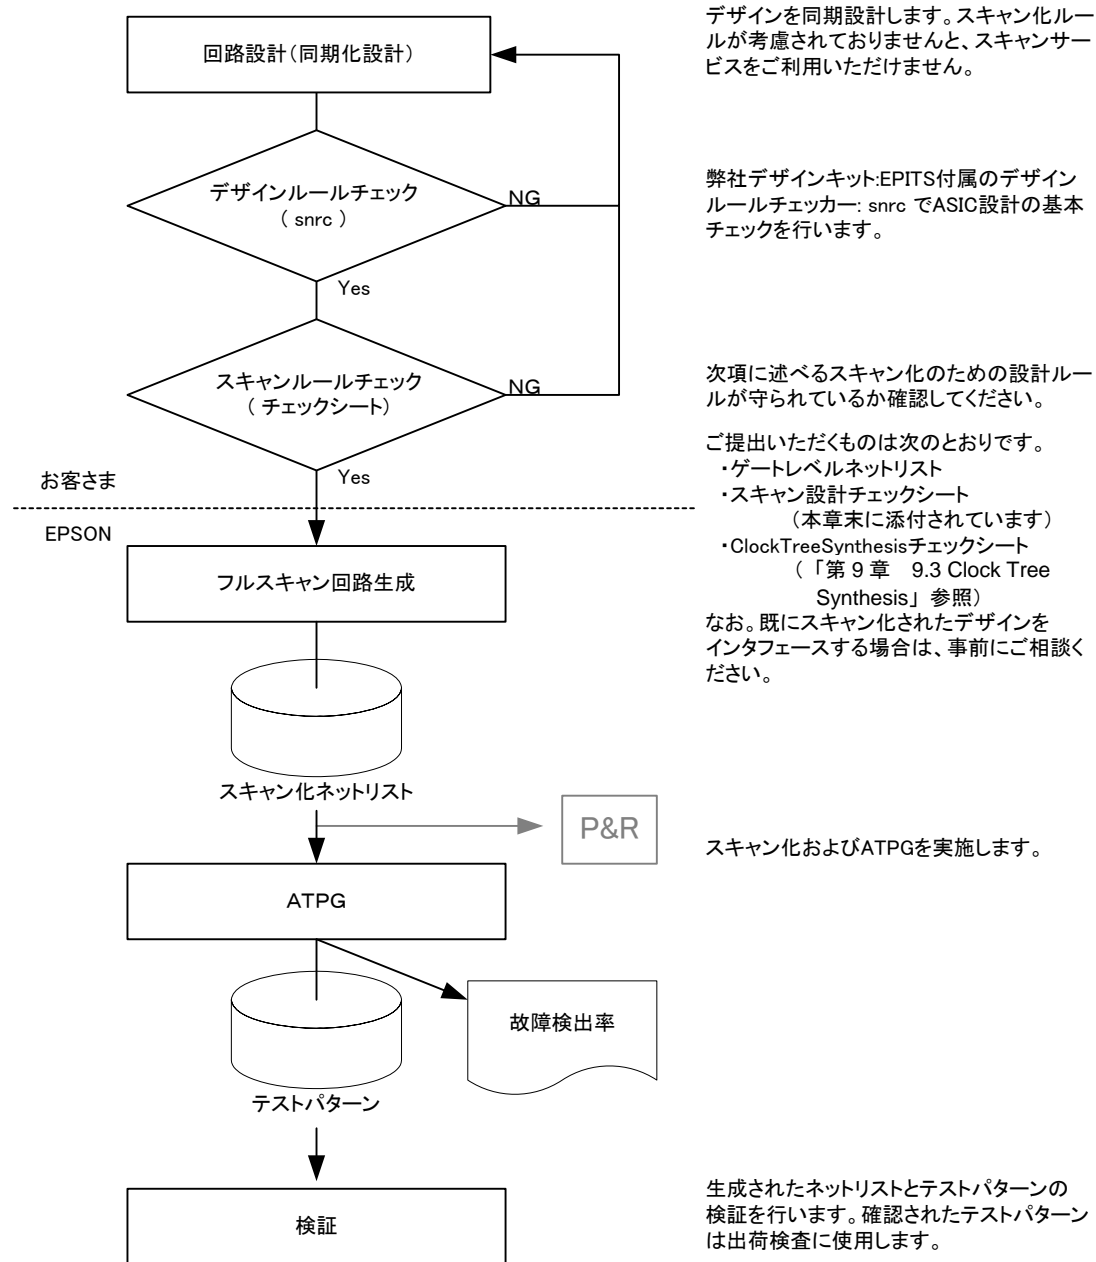 デザインを同期設計します。スキャン化ルー
ルが考慮されておりませんと、スキャンサー
ビスをご利用いただけません。
回路設計（同期化設計）
デザインルールチェック
（ snrc ）
NG
弊社デザインキット:EPITS付属のデザイン
ルールチェッカー: snrc でASIC設計の基本
チェックを行います。
Yes
スキャンルールチェック
（ チェックシート）
NG
次項に述べるスキャン化のための設計ルー
ルが守られているか確認してください。
Yes
お客さま
ご提出いただくものは次のとおりです。
・ゲートレベルネットリスト
・スキャン設計チェックシート
（本章末に添付されています）
・ClockTreeSynthesisチェックシート
（「第 9 章　9.3 Clock Tree
Synthesis」 参照）
なお。既にスキャン化されたデザインを
インタフェースする場合は、事前にご相談く
ださい。
EPSON
フルスキャン回路生成
スキャン化ネットリスト
P&R
スキャン化およびATPGを実施します。
ATPG
故障検出率
テストパターン
検証
生成されたネットリストとテストパターンの
検証を行います。確認されたテストパターン
は出荷検査に使用します。